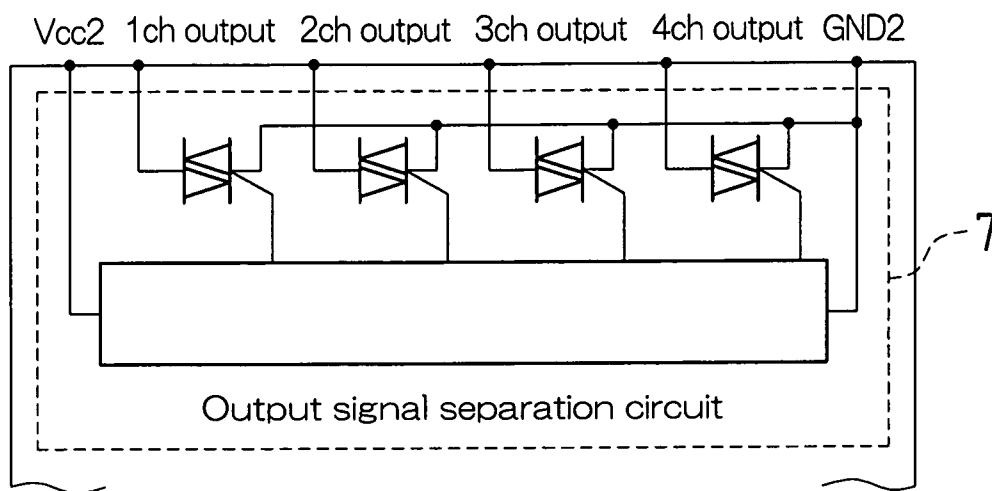 Vcc2 1ch output 2ch output 3ch output 4ch output GND2
7
Output signal separation circuit